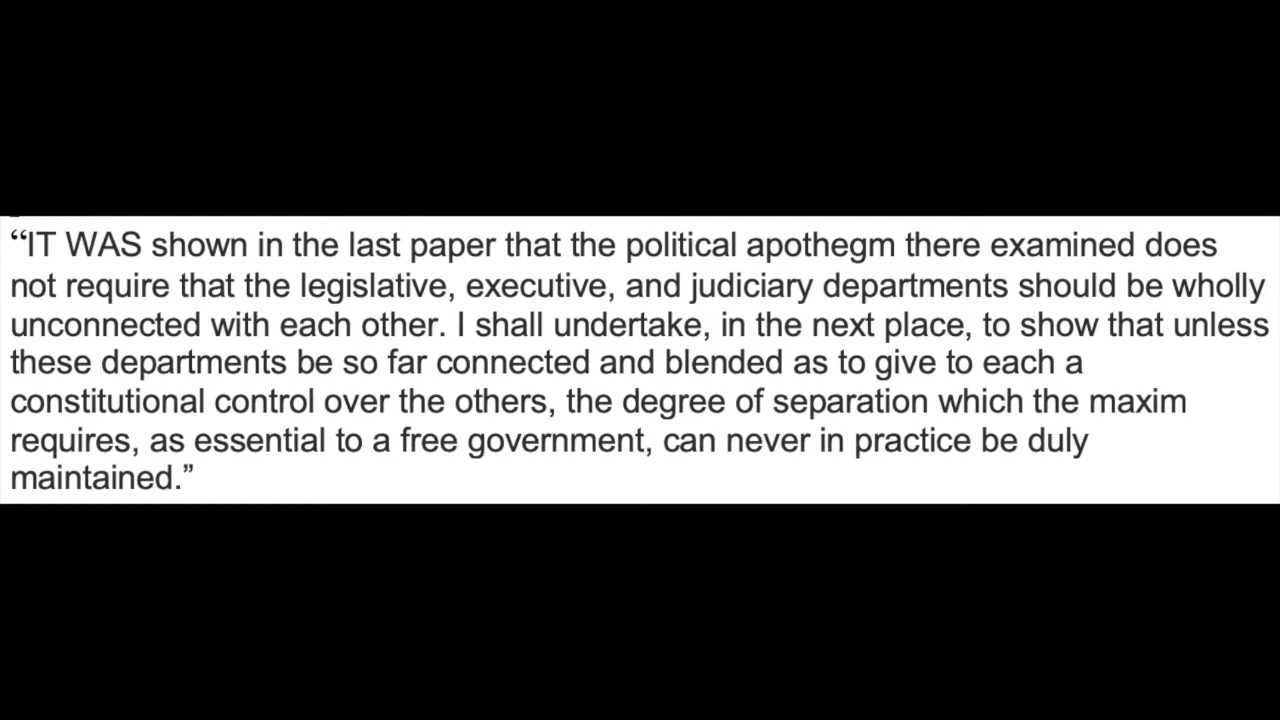 “IT WAS shown in the last paper that the political apothegm there examined does
not require that the legislative, executive, and judiciary departments should be wholly
unconnected with each other. I shall undertake, in the next place, to show that unless
these departments be so far connected and blended as to give to each a
constitutional control over the others, the degree of separation which the maxim
requires, as essential to a free government, can never in practice be duly
maintained.”